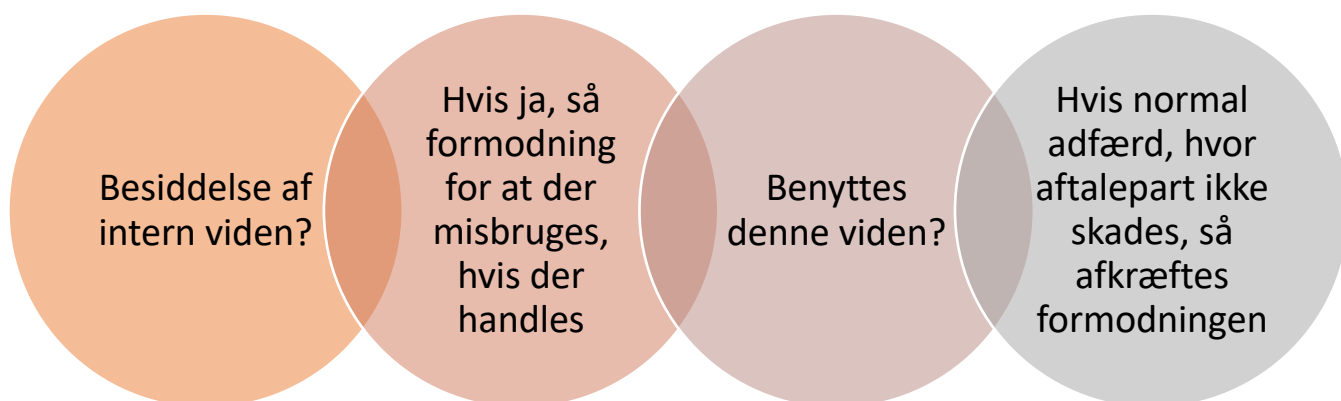 Besiddelse af
intern viden?
Hvis ja, så
formodning
for at der
misbruges,
hvis der
handles
Benyttes
denne viden?
Hvis normal
adfærd, hvor
aftalepart ikke
skades, så
afkræftes
formodningen